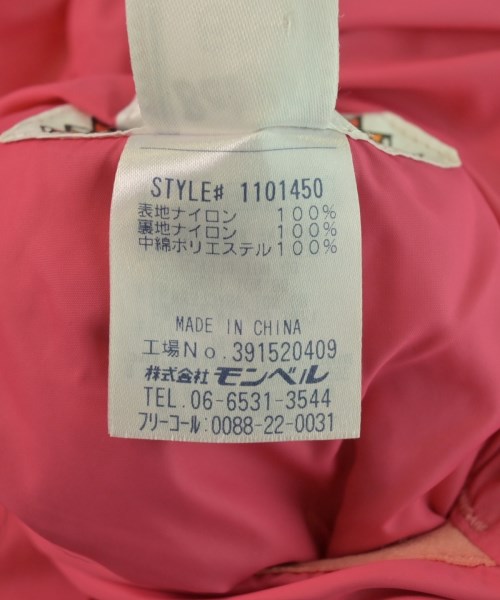 STYLE# 1101450
表地ナイロン 100%
裏地ナイロン 100%
中綿ポリエステル100%
MADE IN CHINA
工場No.391520409
株式会社 モンベル
TEL.06-6531-3544
フリーコール:0088-22-0031